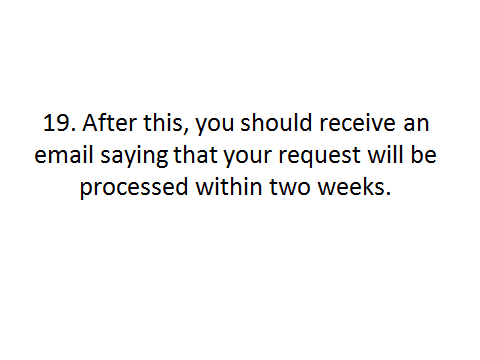 19. After this, you should receive an
email saying that your request will be
processed within two weeks.